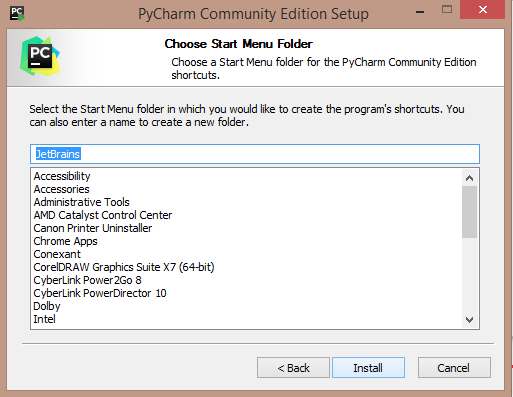 PyCharm Community Edition Setup
PC
Choose Start Menu Folder
Choose a Start Menu folder for the PyCharm Community Edition
shortcuts.
PC
Select the Start Menu folder in which you would like to create the program's shortcuts. You
can also enter a name to create a new folder.
JetBrains
Accessibility
Accessories
Administrative Tools
AMD Catalyst Control Center
Canon Printer Uninstaller
Chrome Apps
Conexant
CorelDRAW Graphics Suite X7 (64-bit)
CyberLink Power2Go 8
CyberLink PowerDirector 10
Dolby
Intel
< Back Install Cancel